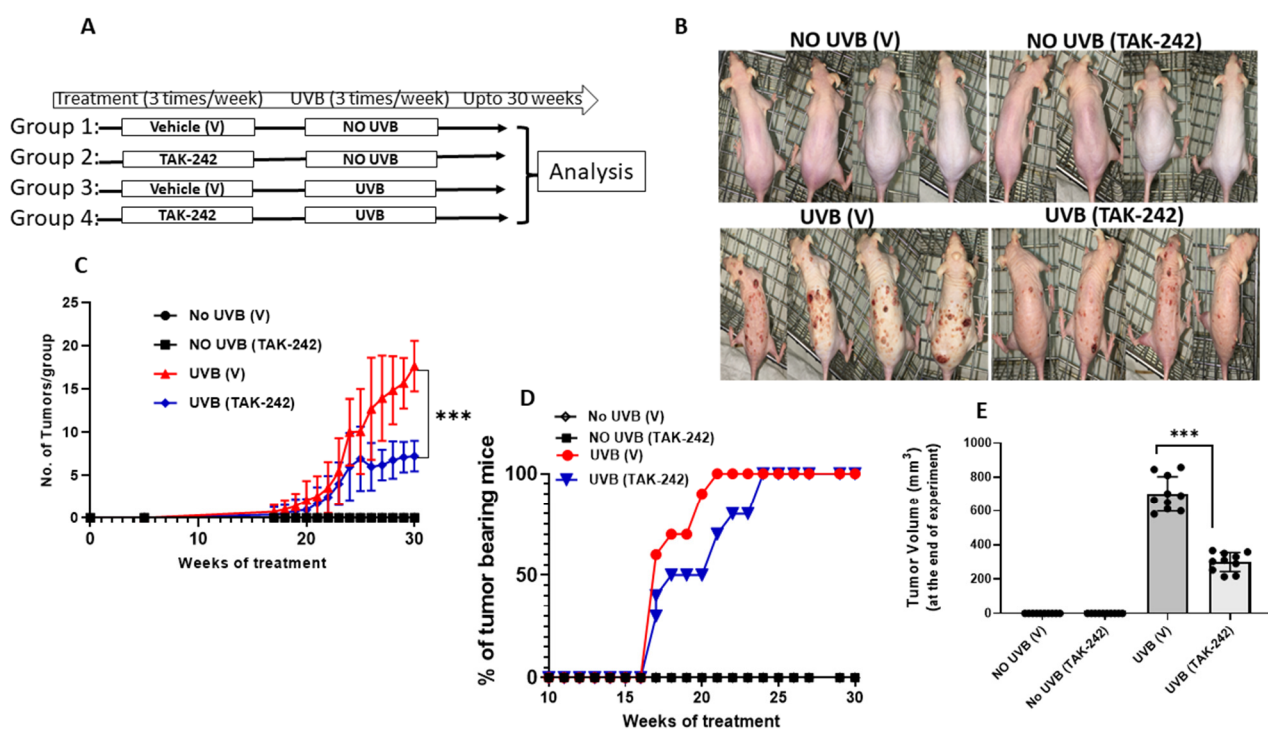 A
Treatment (3 times/week) UVB (3 times/week) Upto 30 weeks
Group 1: Vehicle (V) NO UVB
Group 2: TAK-242 NO UVB
Group 3: Vehicle (V) UVB
Group 4: TAK-242 UVB
Analysis
B
NO UVB (V) NO UVB (TAK-242)
UVB (V) UVB (TAK-242)
C
No. of Tumors/group
25
20
15
10
5
0
No UVB (V)
NO UVB (TAK-242)
UVB (V)
UVB (TAK-242)
***
0 10 20 30
Weeks of treatment
D
% of tumor bearing mice
100
50
0
No UVB (V)
NO UVB (TAK-242)
UVB (V)
UVB (TAK-242)
10 15 20 25 30
Weeks of treatment
E
Tumor Volume (mm3)
(at the end of experiment)
1000
800
600
400
200
0
***
NO UVB (V)
No UVB (TAK-242)
UVB (V)
UVB (TAK-242)